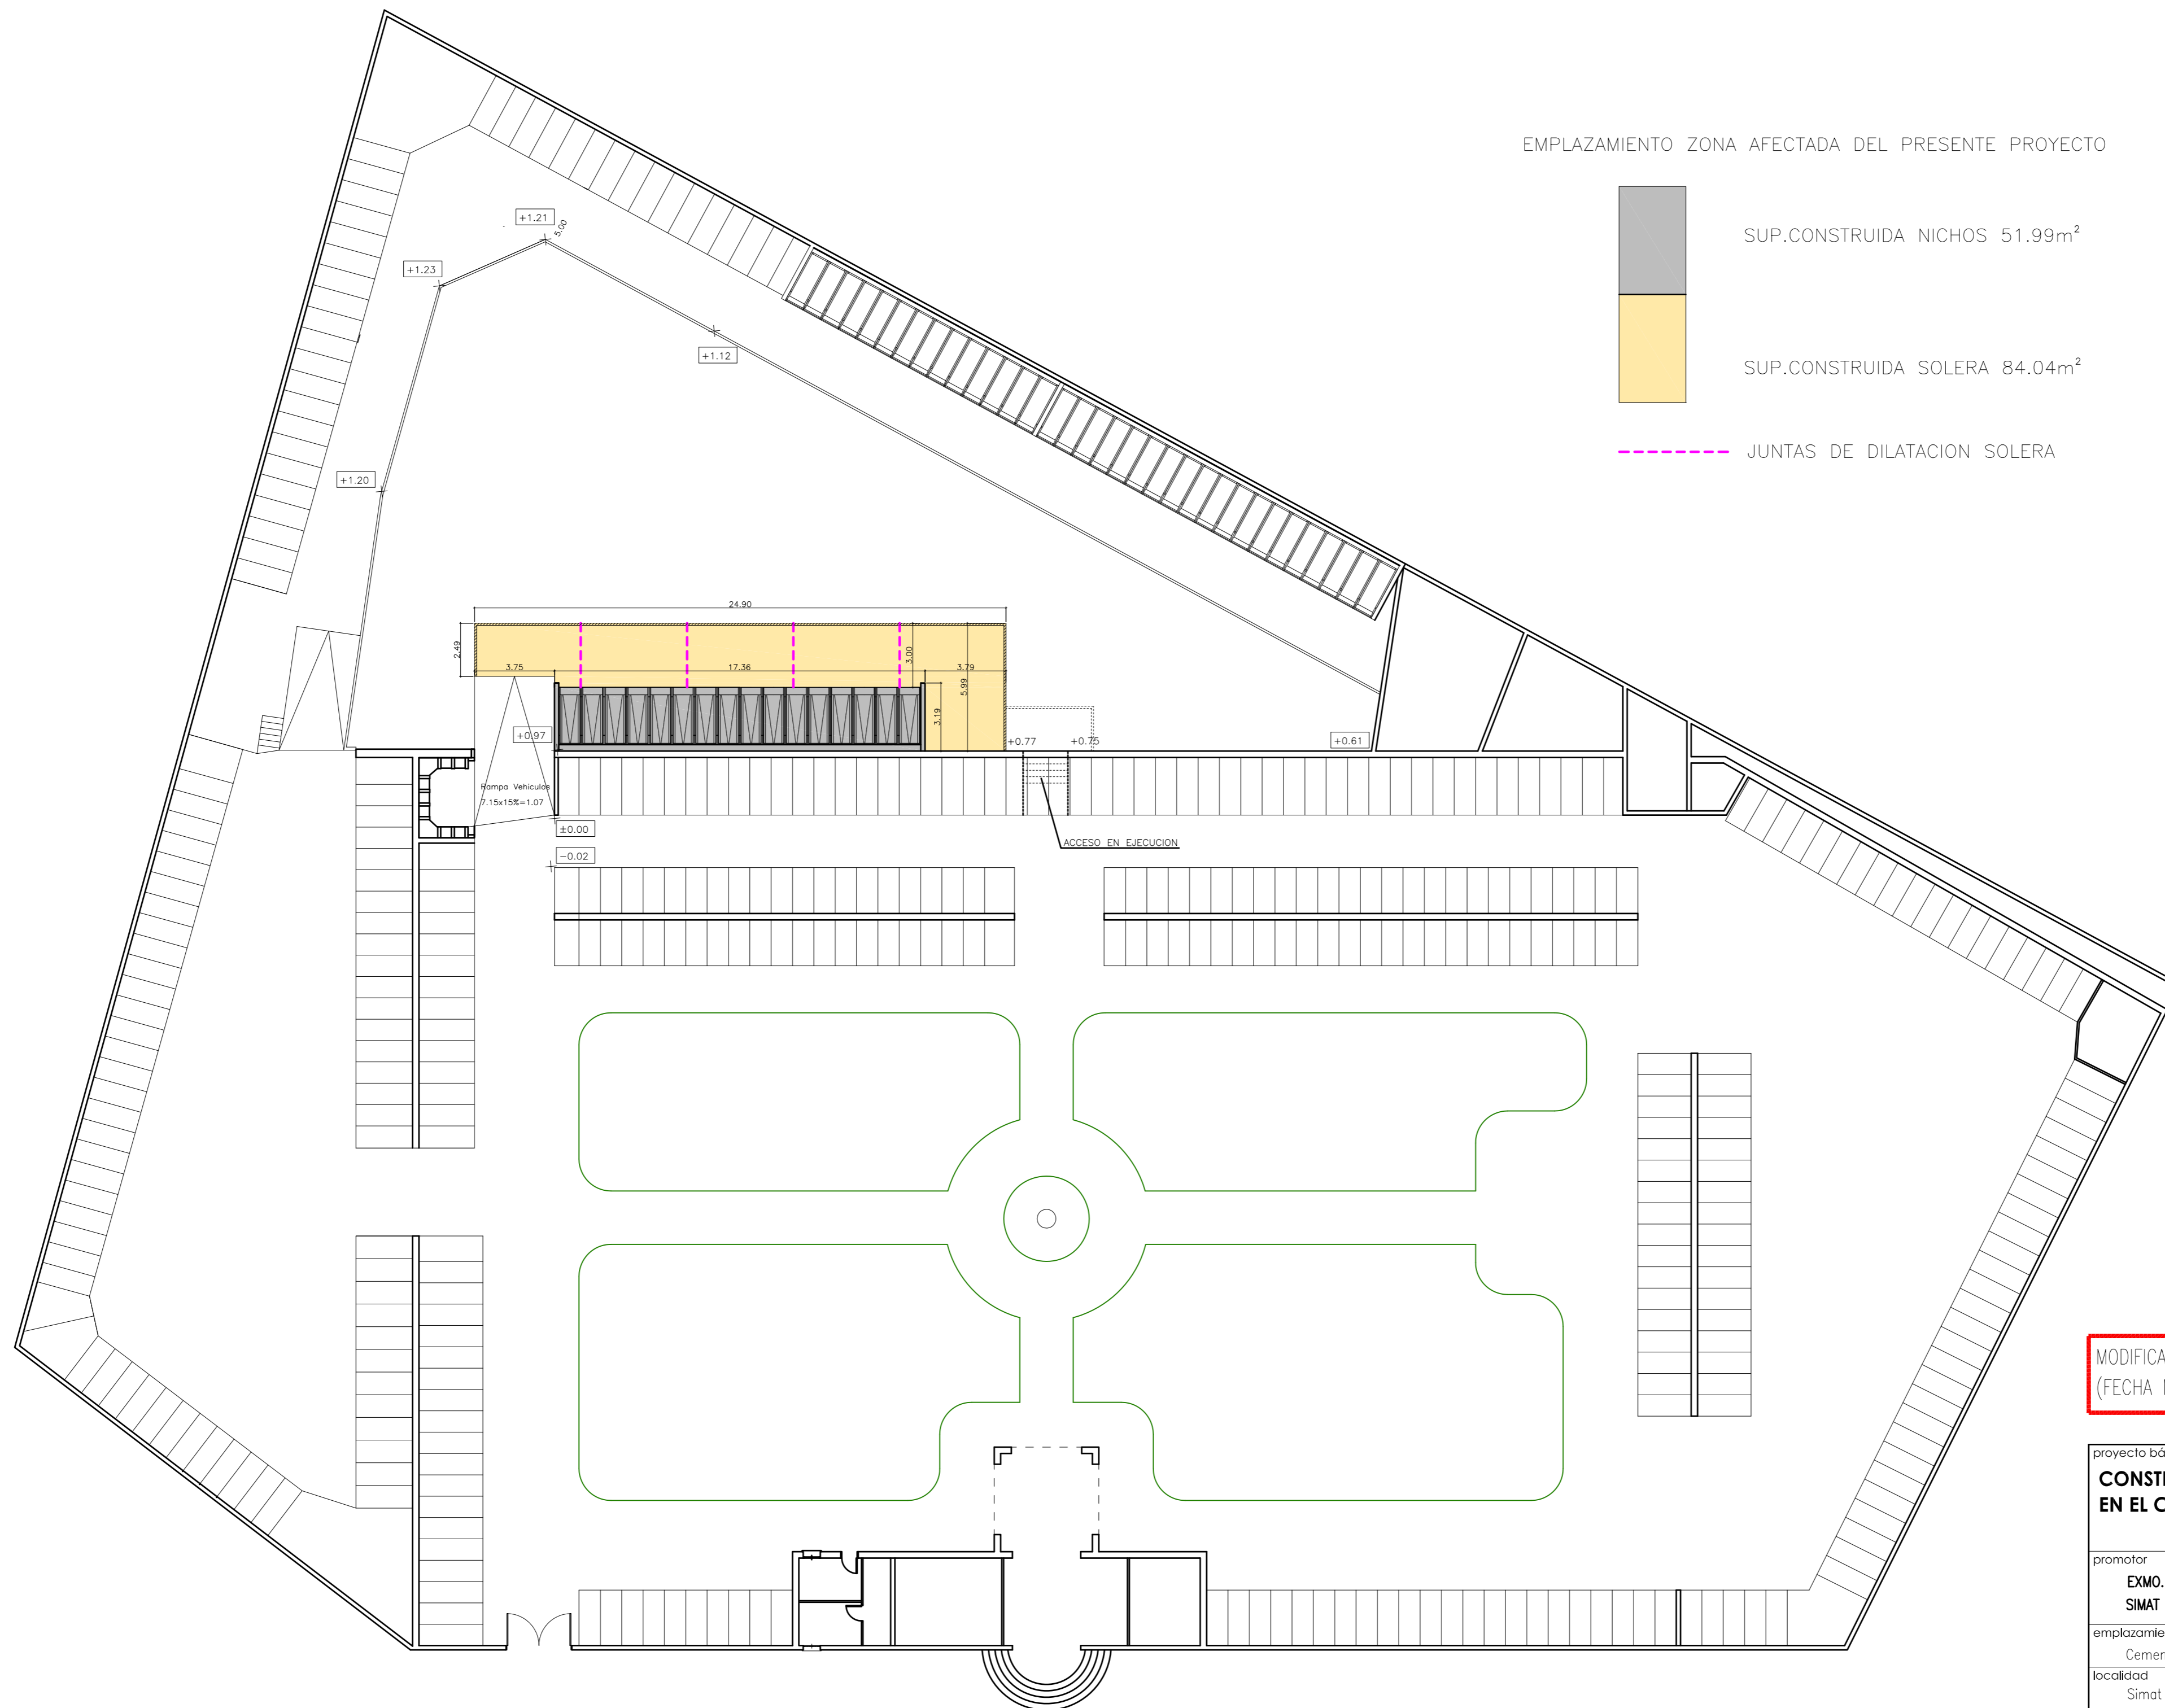 EMPLAZAMIENTO ZONA AFECTADA DEL PRESENTE PROYECTO
SUP.CONSTRUIDA NICHOS 51.99m²
SUP.CONSTRUIDA SOLERA 84.04m²
JUNTAS DE DILATACION SOLERA
+1.21
5.00
+1.23
+1.12
+1.20
24.90
2.49
3.75
17.36
3.00
3.79
5.99
3.19
+0.97
+0.77
+0.75
+0.61
Rampa Vehículos
7.15x15%=1.07
±0.00
ACCESO EN EJECUCION
-0.02
MODIFICA
(FECHA
proyecto bá
CONST
EN EL C
promotor
EXMO.
SIMAT
emplazamie
Cemer
localidad
Simat